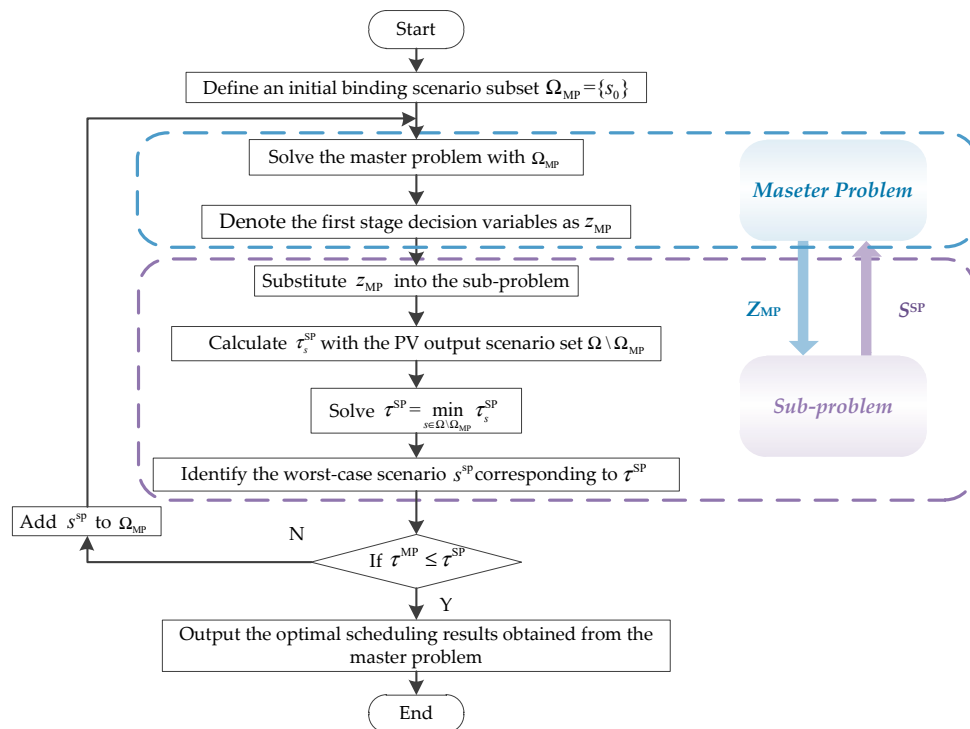 Start
Define an initial binding scenario subset Ω_MP={s_0}
Solve the master problem with Ω_MP
Maseter Problem
Denote the first stage decision variables as z_MP
Substitute z_MP into the sub-problem
Z_MP
S^SP
Calculate τ_s^SP with the PV output scenario set Ω\Ω_MP
Solve τ^SP = min_{s∈Ω\Ω_MP} τ_s^SP
Sub-problem
Identify the worst-case scenario s^sp corresponding to τ^SP
Add s^sp to Ω_MP
N
If τ^MP ≤ τ^SP
Y
Output the optimal scheduling results obtained from the
master problem
End